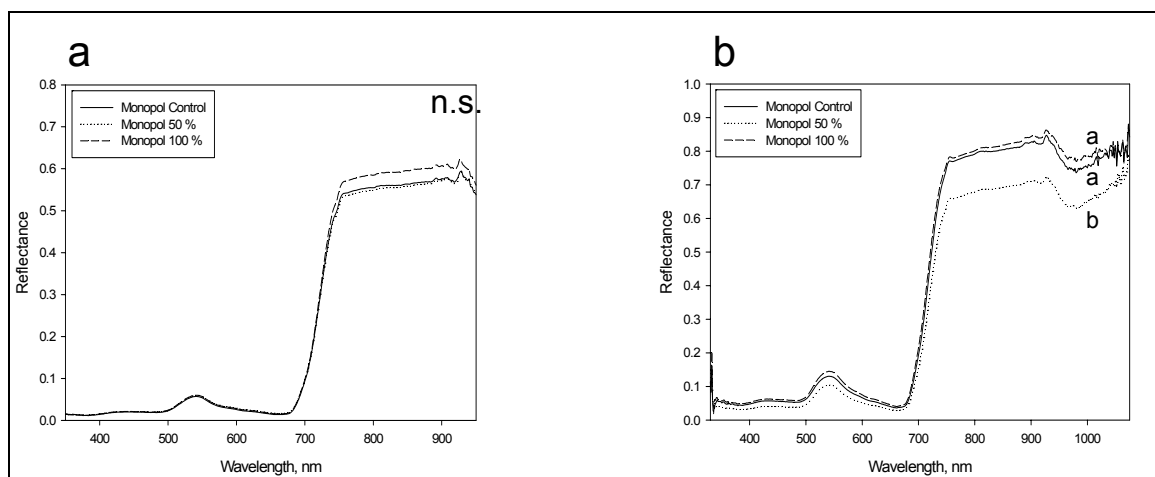 a
n.s.
Monopol Control
Monopol 50 %
Monopol 100 %
0.8
0.7
0.6
0.5
0.4
0.3
0.2
0.1
0.0
Reflectance
400 500 600 700 800 900
Wavelength, nm
b
Monopol Control
Monopol 50 %
Monopol 100 %
1.0
0.9
0.8
0.7
0.6
0.5
0.4
0.3
0.2
0.1
0.0
Reflectance
a
a
b
400 500 600 700 800 900 1000
Wavelength, nm